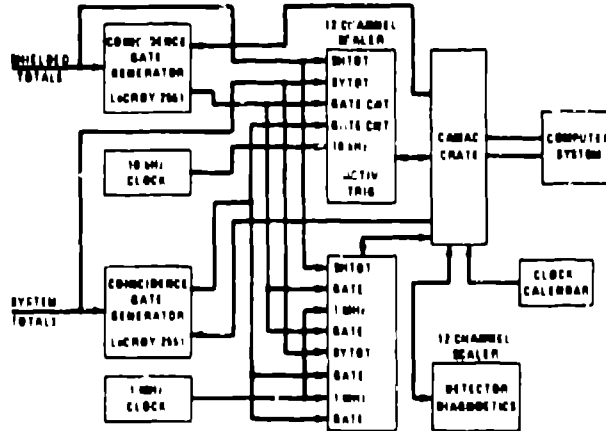 SHIELDED
TOTALS
COINCIDENCE
GATE
GENERATOR
LeCROY 2551
10 kHz
CLOCK
SYSTEM
TOTALS
COINCIDENCE
GATE
GENERATOR
LeCROY 2551
1 MHz
CLOCK
12 CHANNEL
SCALER
SHTOT
SYTOT
GATE CNT
GATE CNT
10 kHz
ACTIV
TRIG
SHTOT
GATE
1 MHz
GATE
SYTOT
GATE
1 MHz
GATE
CAMAC
CRATE
COMPUTER
SYSTEM
CLOCK
CALENDAR
12 CHANNEL
SCALER
DETECTOR
DIAGNOSTICS